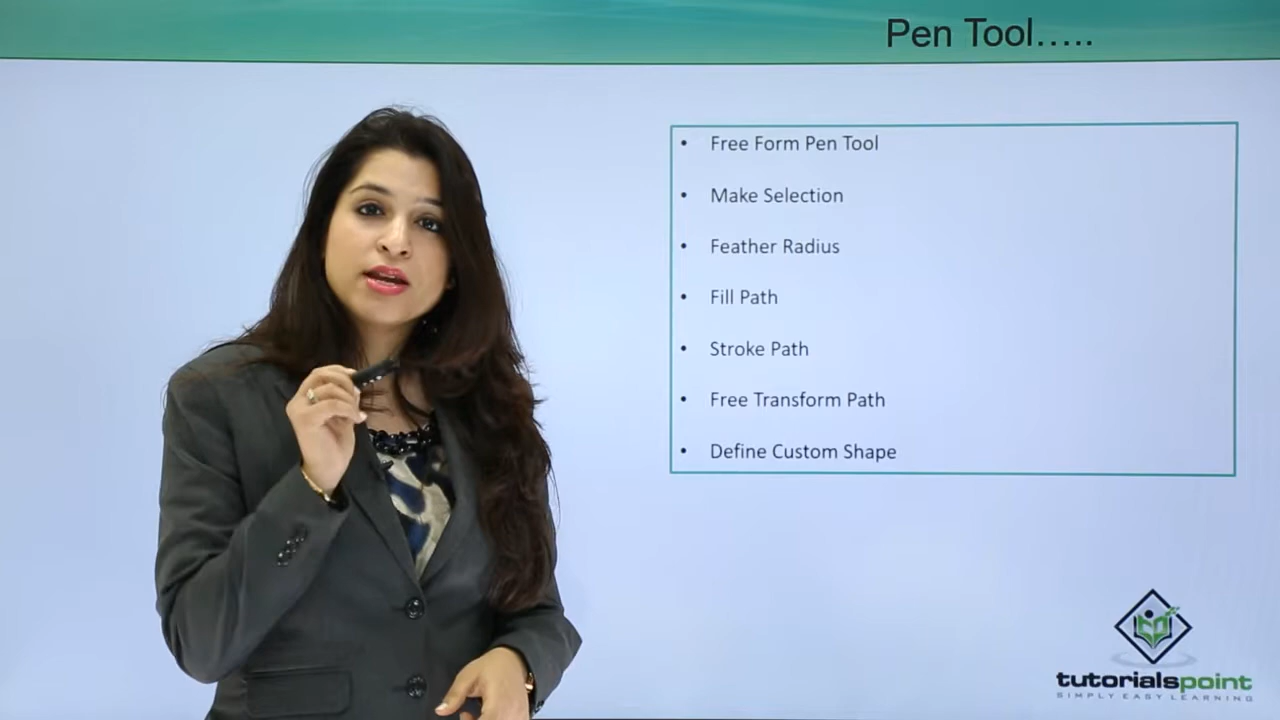 Pen Tool.....
• Free Form Pen Tool
• Make Selection
• Feather Radius
• Fill Path
• Stroke Path
• Free Transform Path
• Define Custom Shape
tutorialspoint
SIMPLY EASY LEARNING